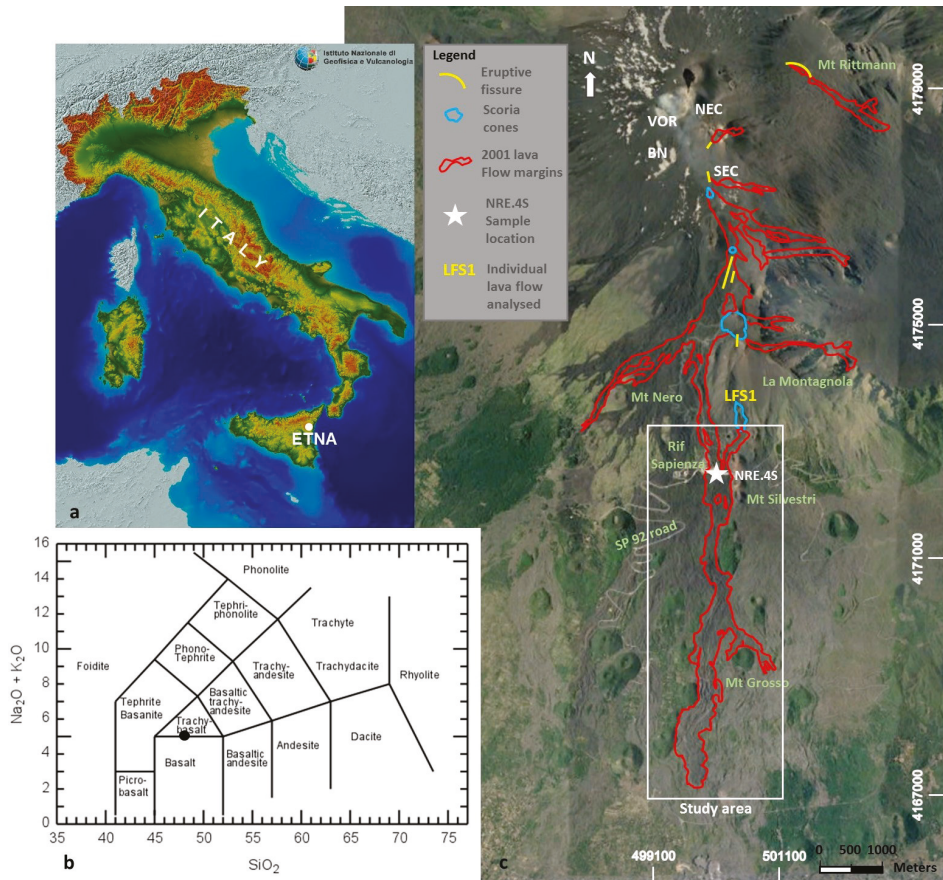 Istituto Nazionale di
Geofisica e Vulcanologia
ITALY
ETNA
a
16
14
12
10
8
6
4
2
0
Na2O + K2O
Phonolite
Tephri-
phonolite
Trachyte
Foidite
Phono-
Tephrite
Trachy-
andesite
Trachydacite
Rhyolite
Tephrite
Basanite
Basaltic
trachy-
andesite
Trachy-
basalt
Basalt
Basaltic
andesite
Andesite
Dacite
Picro-
basalt
35 40 45 50 55 60 65 70 75
SiO2
b
Legend
Eruptive
fissure
Scoria
cones
2001 lava
Flow margins
NRE.4S
Sample
location
LFS1 Individual
lava flow
analysed
N
Mt Rittmann
NEC
VOR
BN
SEC
La Montagnola
Mt Nero
LFS1
Rif
Sapienza
NRE.4S
Mt Silvestri
SP 92 road
Mt Grosso
Study area
4179000
4175000
4171000
4167000
499100
501100
0 500 1000
Meters
c